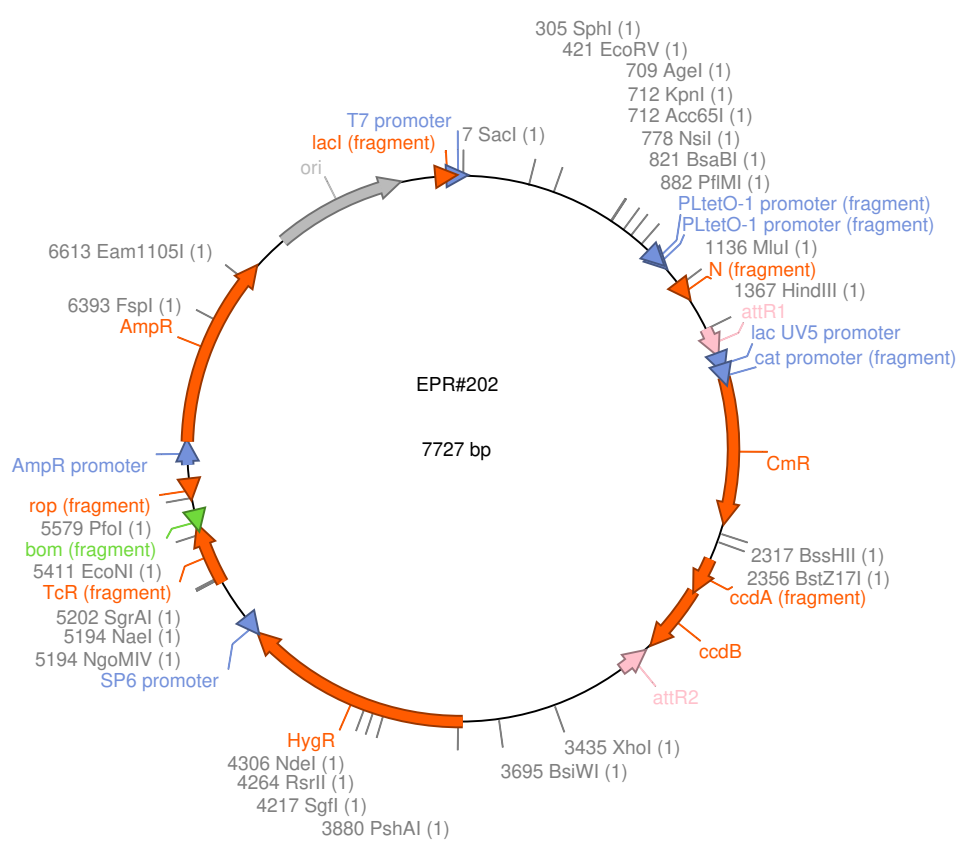 305 SphI (1)
421 EcoRV (1)
709 AgeI (1)
712 KpnI (1)
712 Acc65I (1)
778 NsiI (1)
821 BsaBI (1)
882 PflMI (1)
PLtetO-1 promoter (fragment)
PLtetO-1 promoter (fragment)
1136 MluI (1)
N (fragment)
1367 HindIII (1)
attR1
lac UV5 promoter
cat promoter (fragment)
CmR
2317 BssHII (1)
2356 BstZ17I (1)
ccdA (fragment)
ccdB
attR2
3435 XhoI (1)
3695 BsiWI (1)
3880 PshAI (1)
4217 SgfI (1)
4264 RsrII (1)
4306 NdeI (1)
HygR
SP6 promoter
5194 NgoMIV (1)
5194 NaeI (1)
5202 SgrAI (1)
TcR (fragment)
5411 EcoNI (1)
bom (fragment)
5579 PfoI (1)
rop (fragment)
AmpR promoter
AmpR
6393 FspI (1)
6613 Eam1105I (1)
ori
lacI (fragment)
T7 promoter
7 SacI (1)
EPR#202
7727 bp